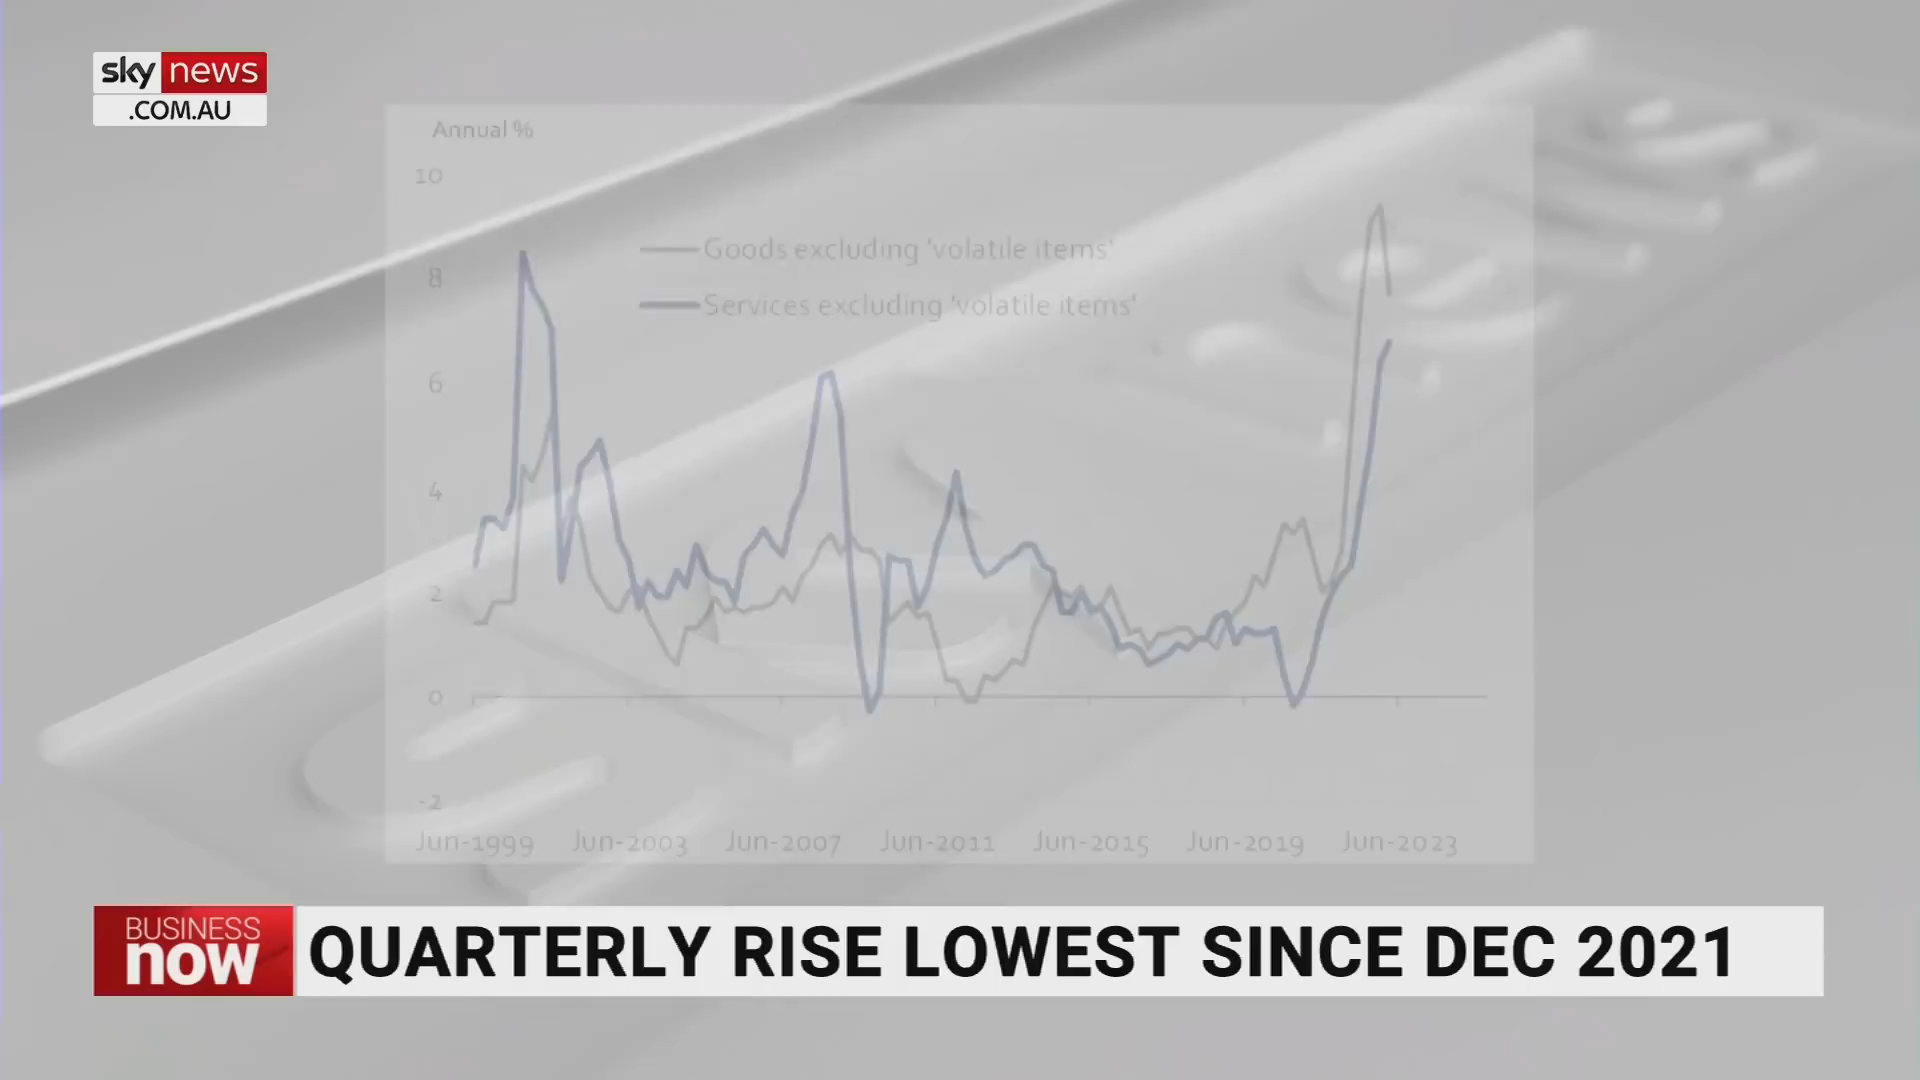 sky news
.COM.AU
Annual %
10
Goods excluding 'volatile items'
8
Services excluding 'volatile items'
6
4
2
0
-2
Jun-1999 Jun-2003 Jun-2007 Jun-2011 Jun-2015 Jun-2019 Jun-2023
BUSINESS
now
QUARTERLY RISE LOWEST SINCE DEC 2021